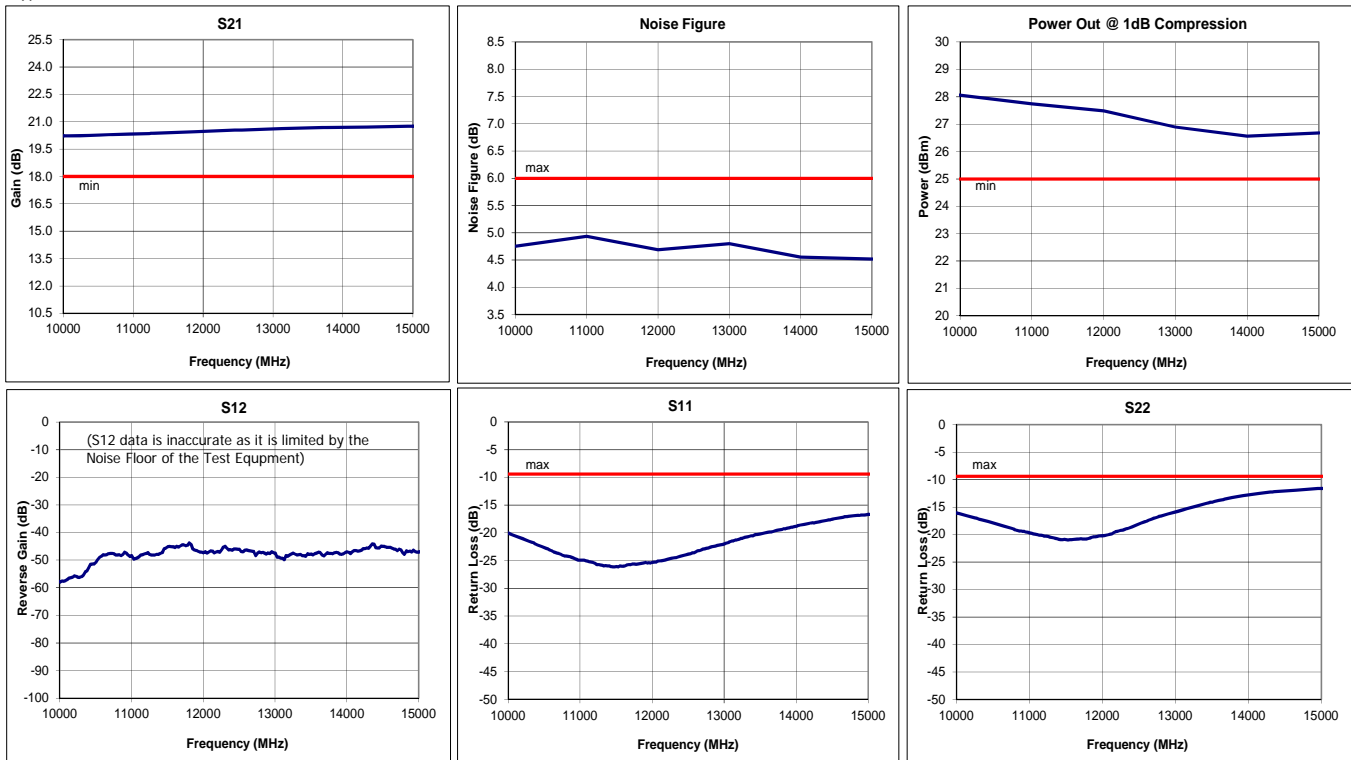 S21
25.5
24.0
22.5
21.0
19.5
18.0
16.5
15.0
13.5
12.0
10.5
min
Gain (dB)
10000 11000 12000 13000 14000 15000
Frequency (MHz)
Noise Figure
8.5
8.0
7.5
7.0
6.5
6.0
5.5
5.0
4.5
4.0
3.5
max
Noise Figure (dB)
10000 11000 12000 13000 14000 15000
Frequency (MHz)
Power Out @ 1dB Compression
30
29
28
27
26
25
24
23
22
21
20
min
Power (dBm)
10000 11000 12000 13000 14000 15000
Frequency (MHz)
S12
0
-10
-20
-30
-40
-50
-60
-70
-80
-90
-100
(S12 data is inaccurate as it is limited by the
Noise Floor of the Test Equpment)
Reverse Gain (dB)
10000 11000 12000 13000 14000 15000
Frequency (MHz)
S11
0
-5
-10
-15
-20
-25
-30
-35
-40
-45
-50
max
Return Loss (dB)
10000 11000 12000 13000 14000 15000
Frequency (MHz)
S22
0
-5
-10
-15
-20
-25
-30
-35
-40
-45
-50
max
Return Loss (dB)
10000 11000 12000 13000 14000 15000
Frequency (MHz)